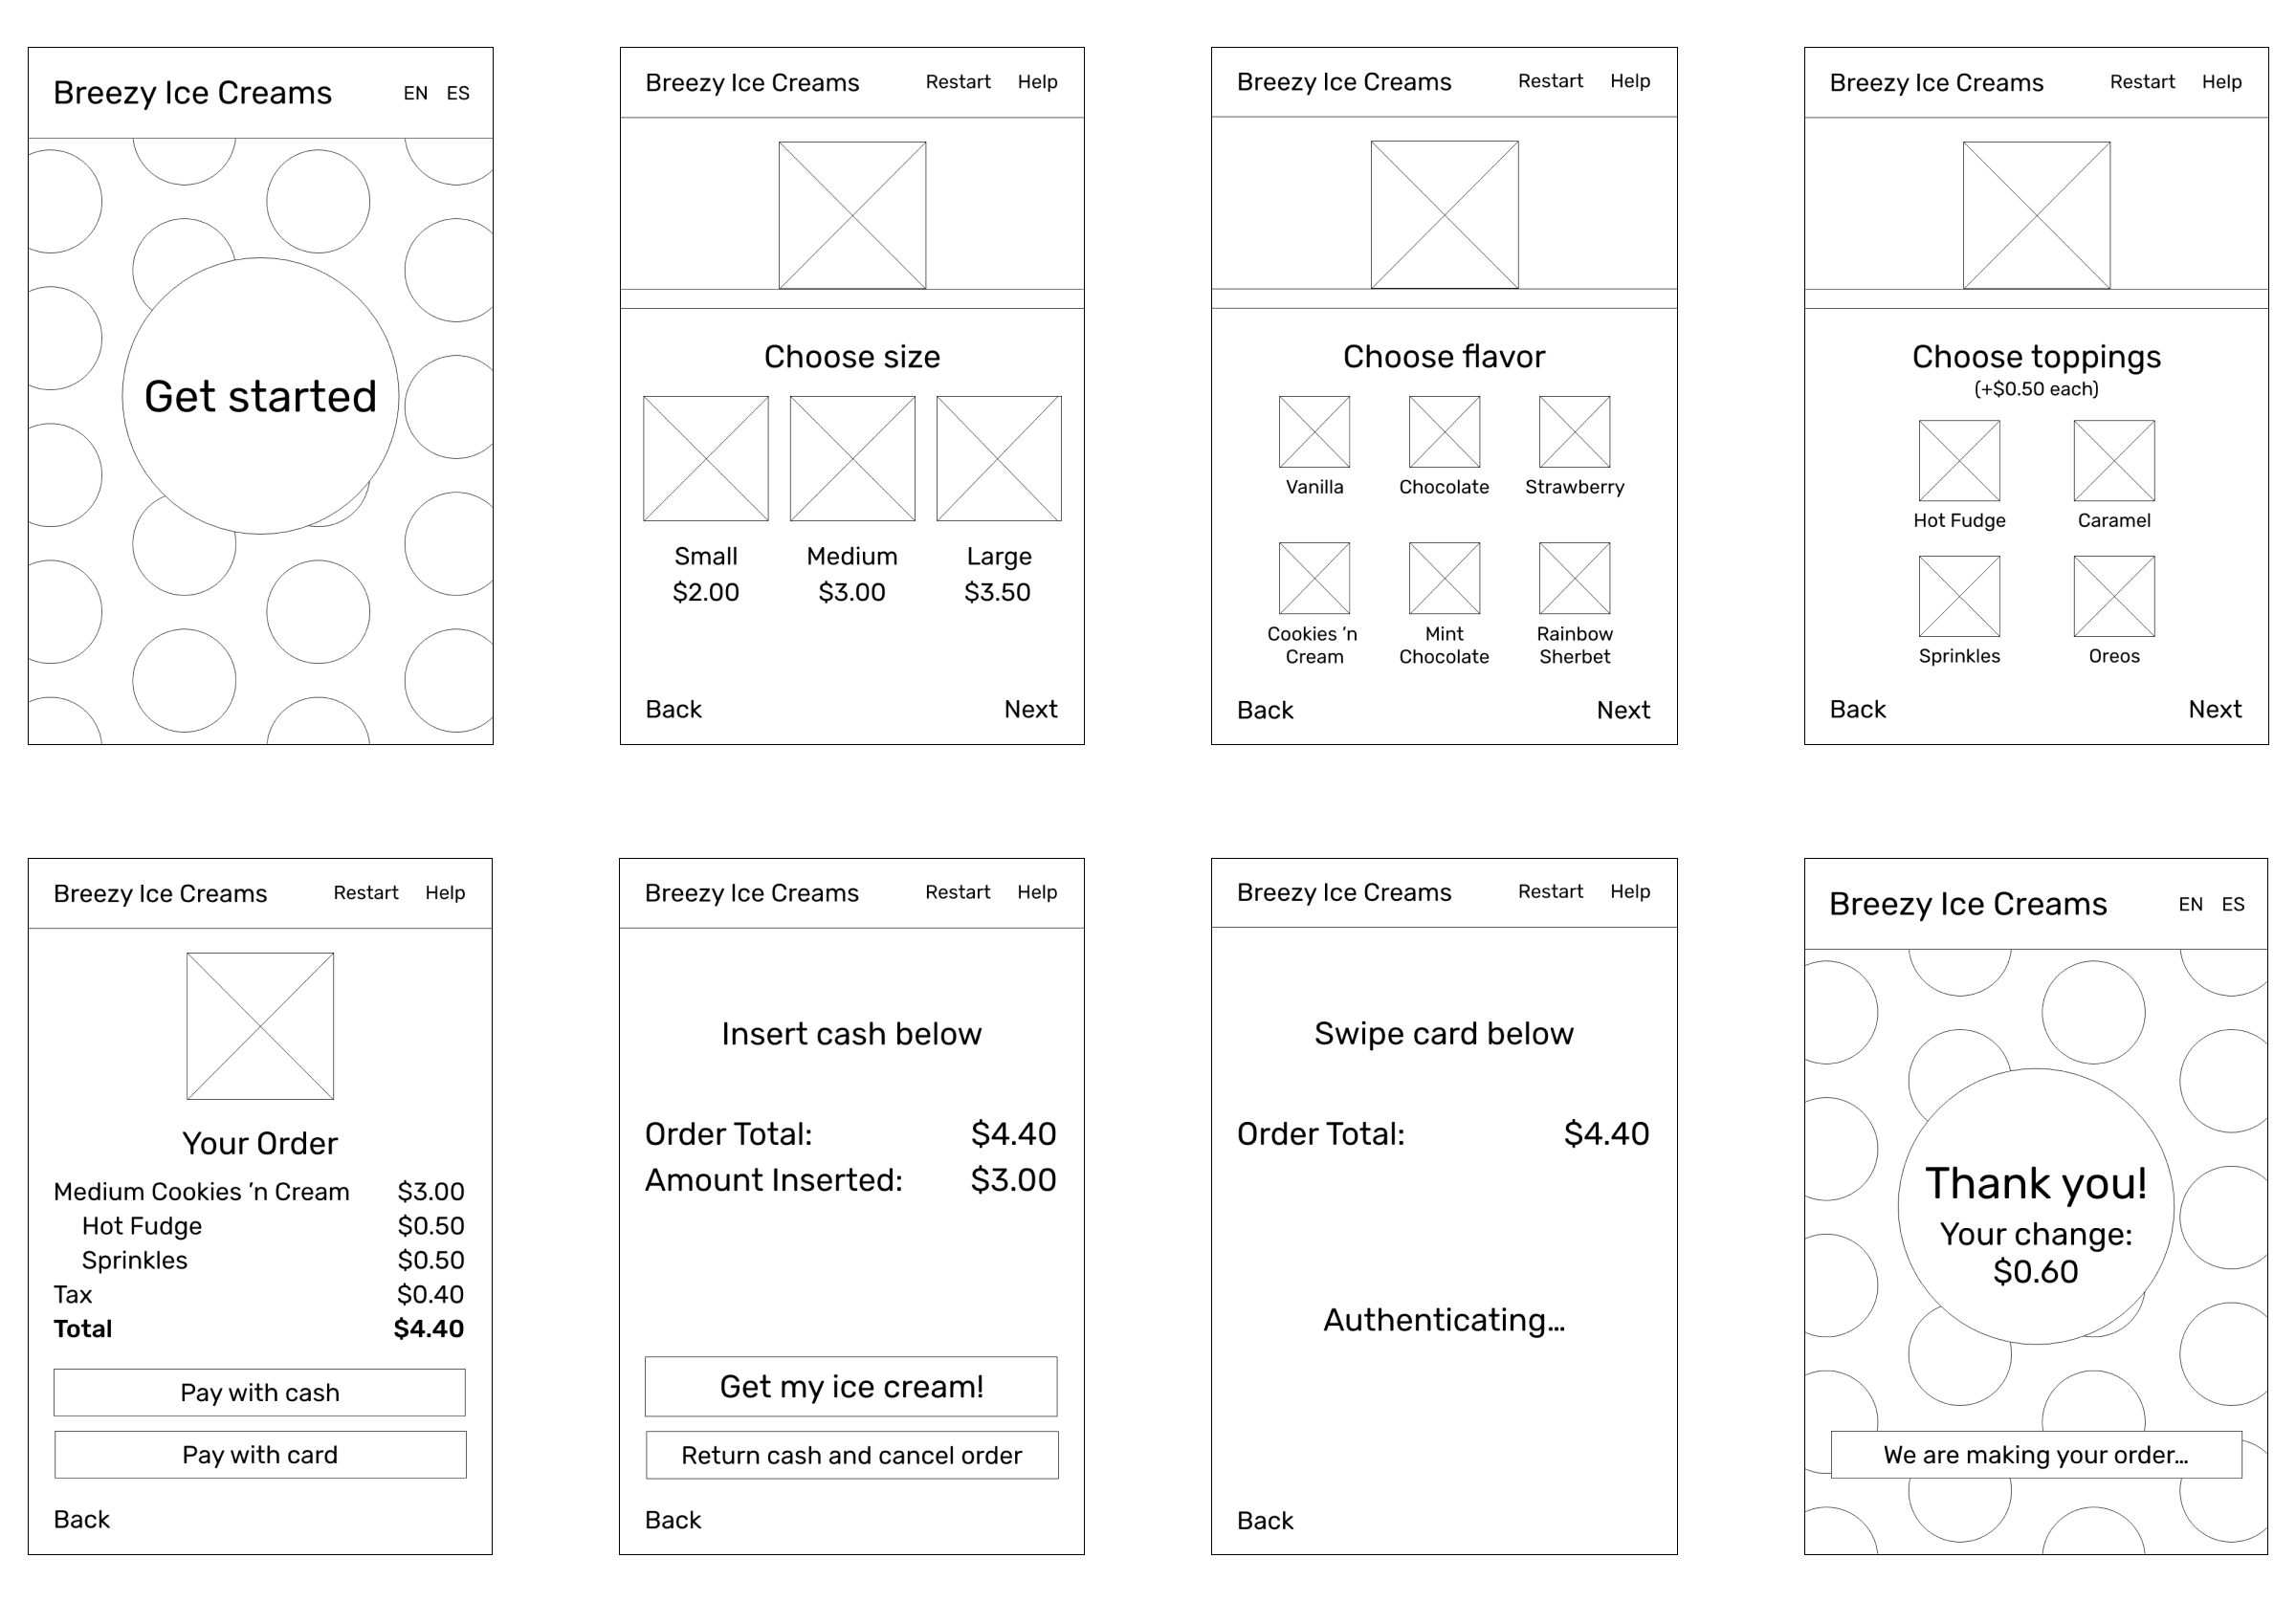 Breezy Ice Creams EN ES
Get started
Breezy Ice Creams Restart Help
Choose size
Small Medium Large
$2.00 $3.00 $3.50
Back Next
Breezy Ice Creams Restart Help
Choose flavor
Vanilla Chocolate Strawberry
Cookies ’n Mint Rainbow
Cream Chocolate Sherbet
Back Next
Breezy Ice Creams Restart Help
Choose toppings
(+$0.50 each)
Hot Fudge Caramel
Sprinkles Oreos
Back Next
Breezy Ice Creams Restart Help
Your Order
Medium Cookies ’n Cream $3.00
Hot Fudge $0.50
Sprinkles $0.50
Tax $0.40
Total $4.40
Pay with cash
Pay with card
Back
Breezy Ice Creams Restart Help
Insert cash below
Order Total: $4.40
Amount Inserted: $3.00
Get my ice cream!
Return cash and cancel order
Back
Breezy Ice Creams Restart Help
Swipe card below
Order Total: $4.40
Authenticating...
Back
Breezy Ice Creams EN ES
Thank you!
Your change:
$0.60
We are making your order...